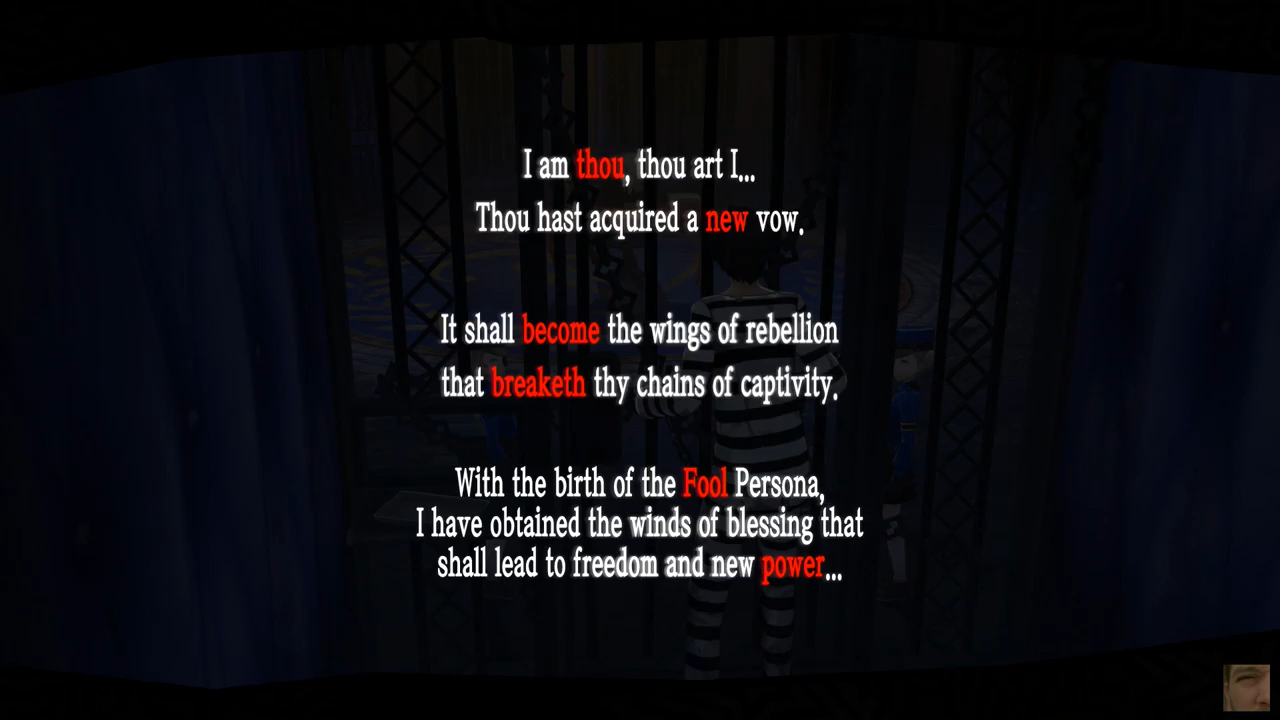 I am thou, thou art I...
Thou hast acquired a new vow.
It shall become the wings of rebellion
that breaketh thy chains of captivity.
With the birth of the Fool Persona,
I have obtained the winds of blessing that
shall lead to freedom and new power...